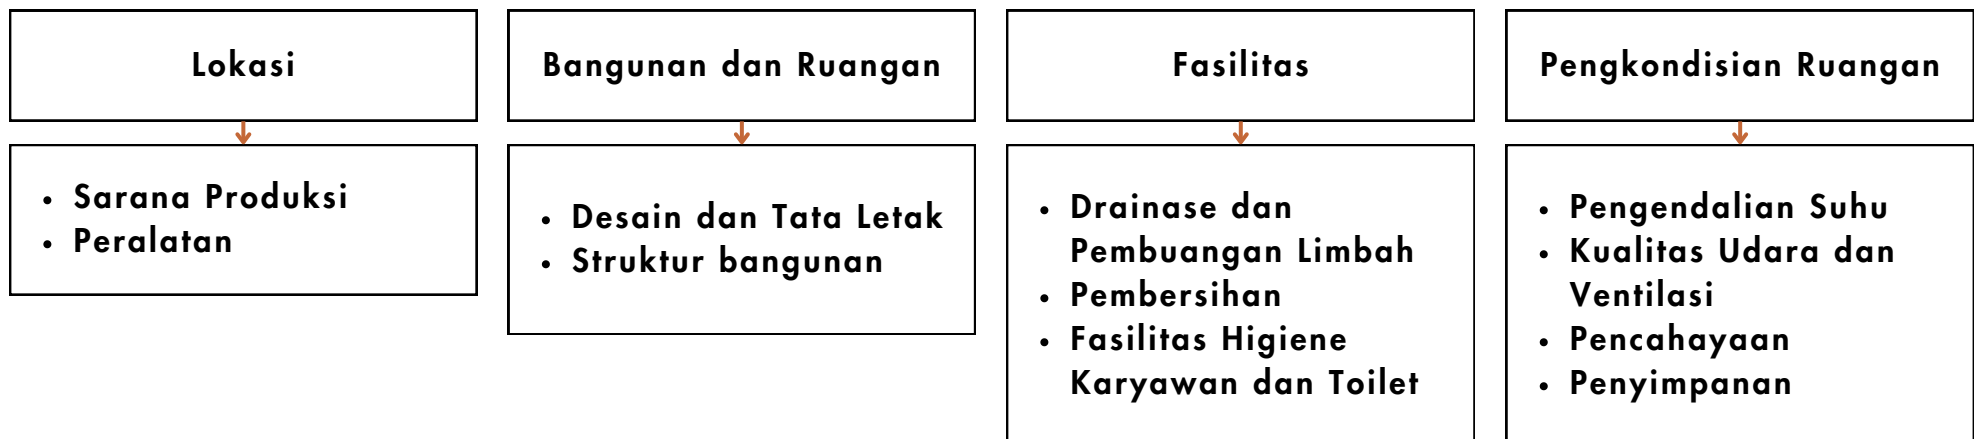 Lokasi
• Sarana Produksi
• Peralatan
Bangunan dan Ruangan
• Desain dan Tata Letak
• Struktur bangunan
Fasilitas
• Drainase dan
Pembuangan Limbah
• Pembersihan
• Fasilitas Higiene
Karyawan dan Toilet
Pengkondisian Ruangan
• Pengendalian Suhu
• Kualitas Udara dan
Ventilasi
• Pencahayaan
• Penyimpanan